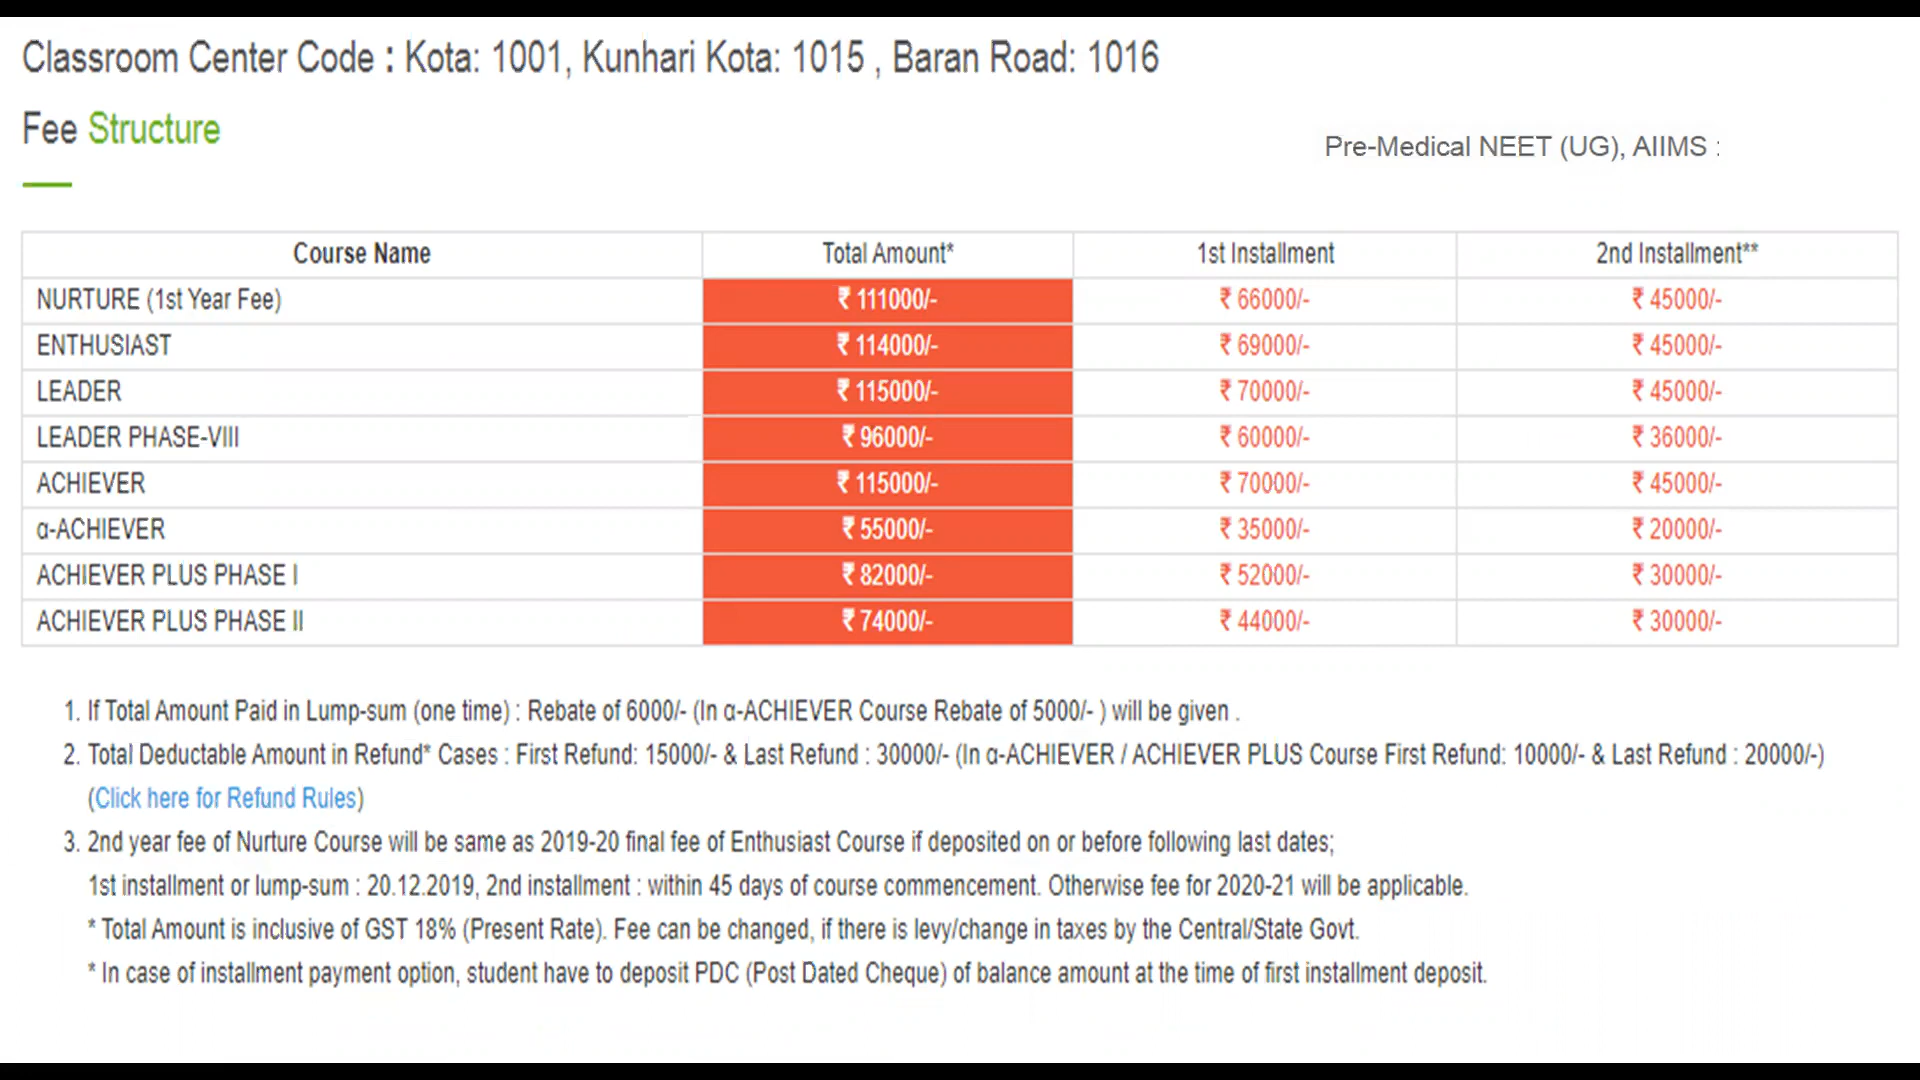 Classroom Center Code : Kota: 1001, Kunhari Kota: 1015 , Baran Road: 1016
Fee Structure
Pre-Medical NEET (UG), AIIMS :
Course Name Total Amount* 1st Installment 2nd Installment**
NURTURE (1st Year Fee) ₹ 111000/- ₹ 66000/- ₹ 45000/-
ENTHUSIAST ₹ 114000/- ₹ 69000/- ₹ 45000/-
LEADER ₹ 115000/- ₹ 70000/- ₹ 45000/-
LEADER PHASE-VIII ₹ 96000/- ₹ 60000/- ₹ 36000/-
ACHIEVER ₹ 115000/- ₹ 70000/- ₹ 45000/-
α-ACHIEVER ₹ 55000/- ₹ 35000/- ₹ 20000/-
ACHIEVER PLUS PHASE I ₹ 82000/- ₹ 52000/- ₹ 30000/-
ACHIEVER PLUS PHASE II ₹ 74000/- ₹ 44000/- ₹ 30000/-
1. If Total Amount Paid in Lump-sum (one time) : Rebate of 6000/- (In α-ACHIEVER Course Rebate of 5000/- ) will be given .
2. Total Deductable Amount in Refund* Cases : First Refund: 15000/- & Last Refund : 30000/- (In α-ACHIEVER / ACHIEVER PLUS Course First Refund: 10000/- & Last Refund : 20000/-)
(Click here for Refund Rules)
3. 2nd year fee of Nurture Course will be same as 2019-20 final fee of Enthusiast Course if deposited on or before following last dates;
1st installment or lump-sum : 20.12.2019, 2nd installment : within 45 days of course commencement. Otherwise fee for 2020-21 will be applicable.
* Total Amount is inclusive of GST 18% (Present Rate). Fee can be changed, if there is levy/change in taxes by the Central/State Govt.
* In case of installment payment option, student have to deposit PDC (Post Dated Cheque) of balance amount at the time of first installment deposit.